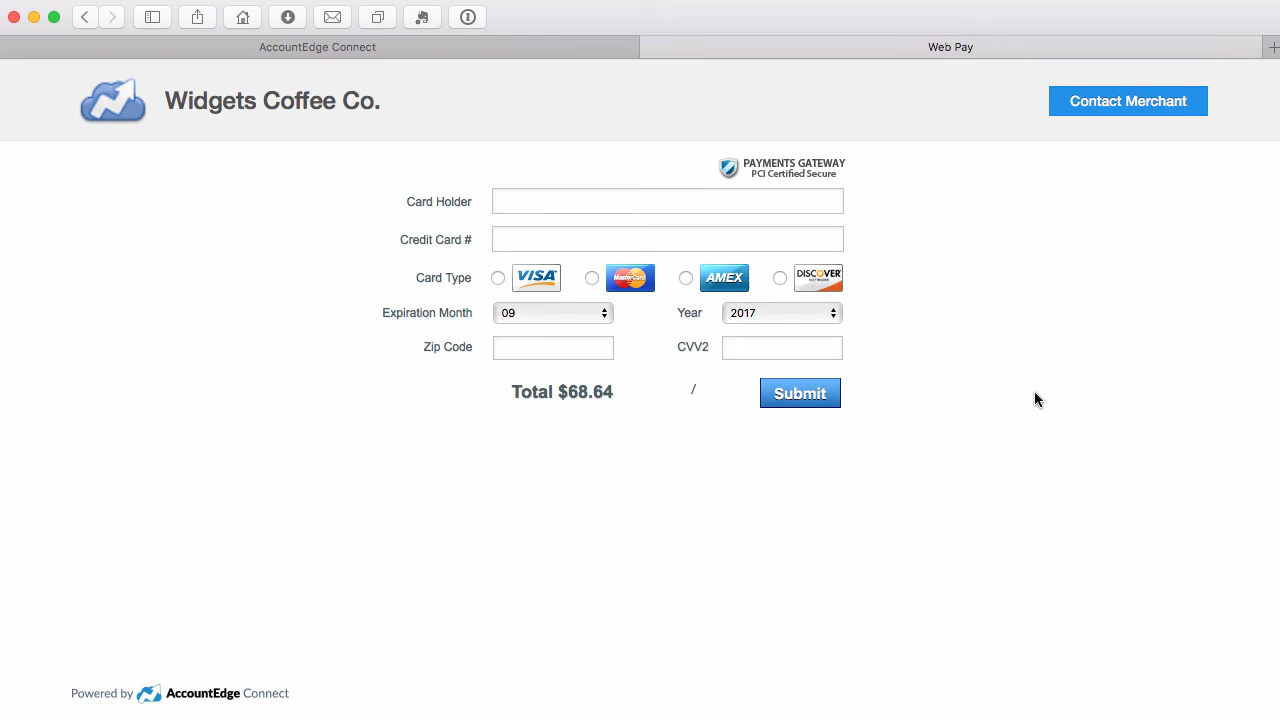 AccountEdge Connect
Web Pay
Widgets Coffee Co.
Contact Merchant
PAYMENTS GATEWAY
PCI Certified Secure
Card Holder
Credit Card #
Card Type VISA MasterCard AMEX DISCOVER NETWORK
Expiration Month 09 Year 2017
Zip Code CVV2
Total $68.64 / Submit
Powered by AccountEdge Connect